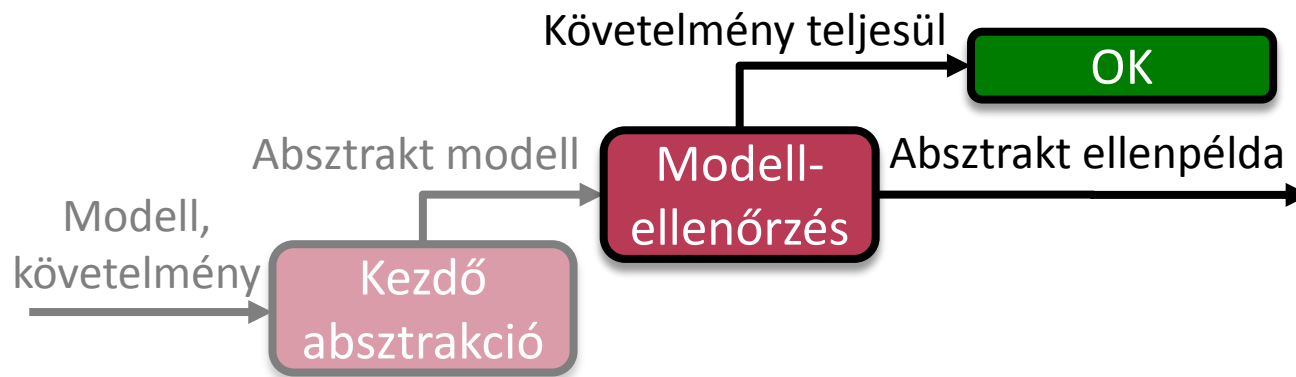 Követelmény teljesül
OK
Absztrakt modell
Modell-
ellenőrzés
Absztrakt ellenpélda
Modell,
követelmény
Kezdő
absztrakció